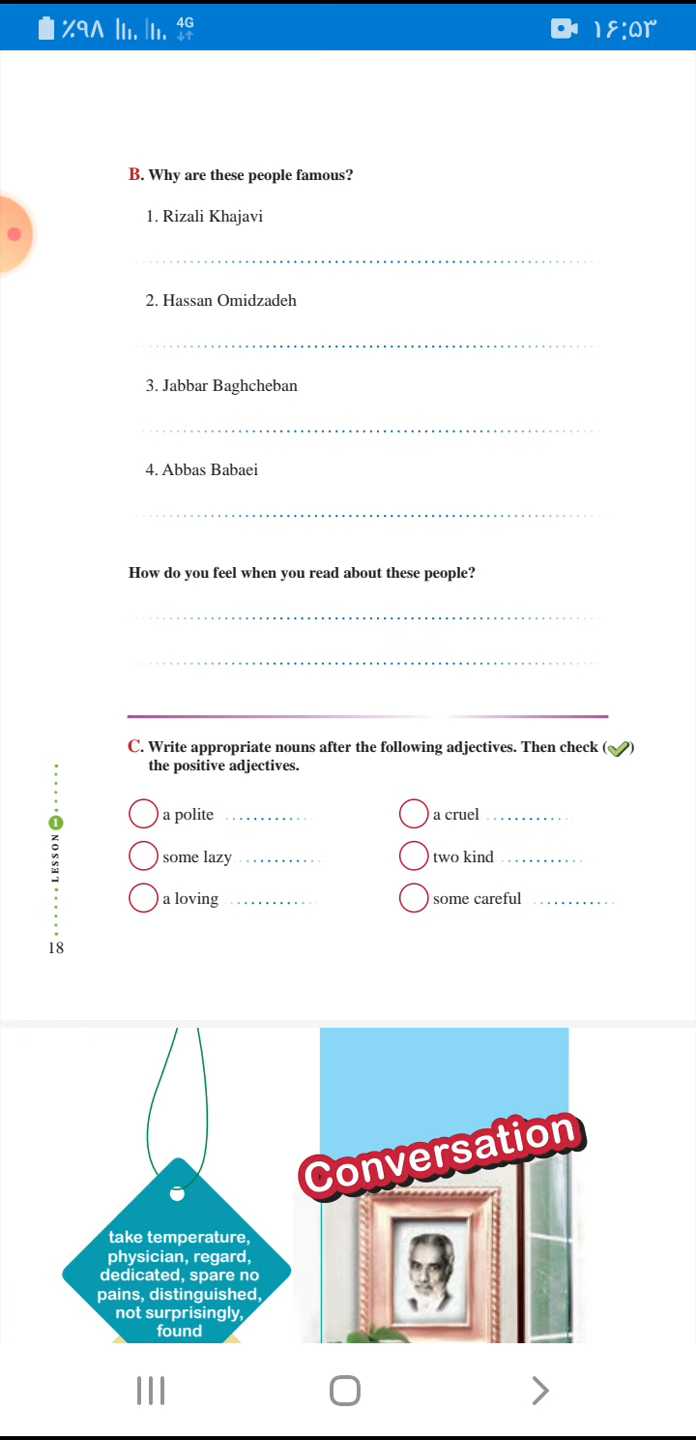 ٪۹۸ 4G ۱۶:۵۳
B. Why are these people famous?
1. Rizali Khajavi
2. Hassan Omidzadeh
3. Jabbar Baghcheban
4. Abbas Babaei
How do you feel when you read about these people?
C. Write appropriate nouns after the following adjectives. Then check (✓)
the positive adjectives.
a polite ............ a cruel ............
some lazy ............ two kind ............
a loving ............ some careful ............
LESSON 1
18
Conversation
take temperature,
physician, regard,
dedicated, spare no
pains, distinguished,
not surprisingly,
found